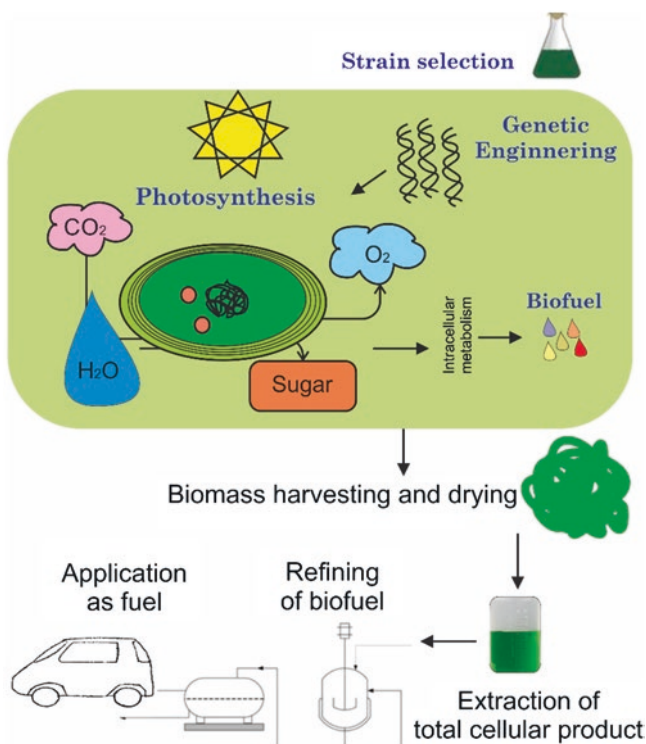 Strain selection
Genetic
Enginnering
Photosynthesis
CO₂
O₂
H₂O
Sugar
Intracellular
metabolism
Biofuel
Biomass harvesting and drying
Application
as fuel
Refining
of biofuel
Extraction of
total cellular product